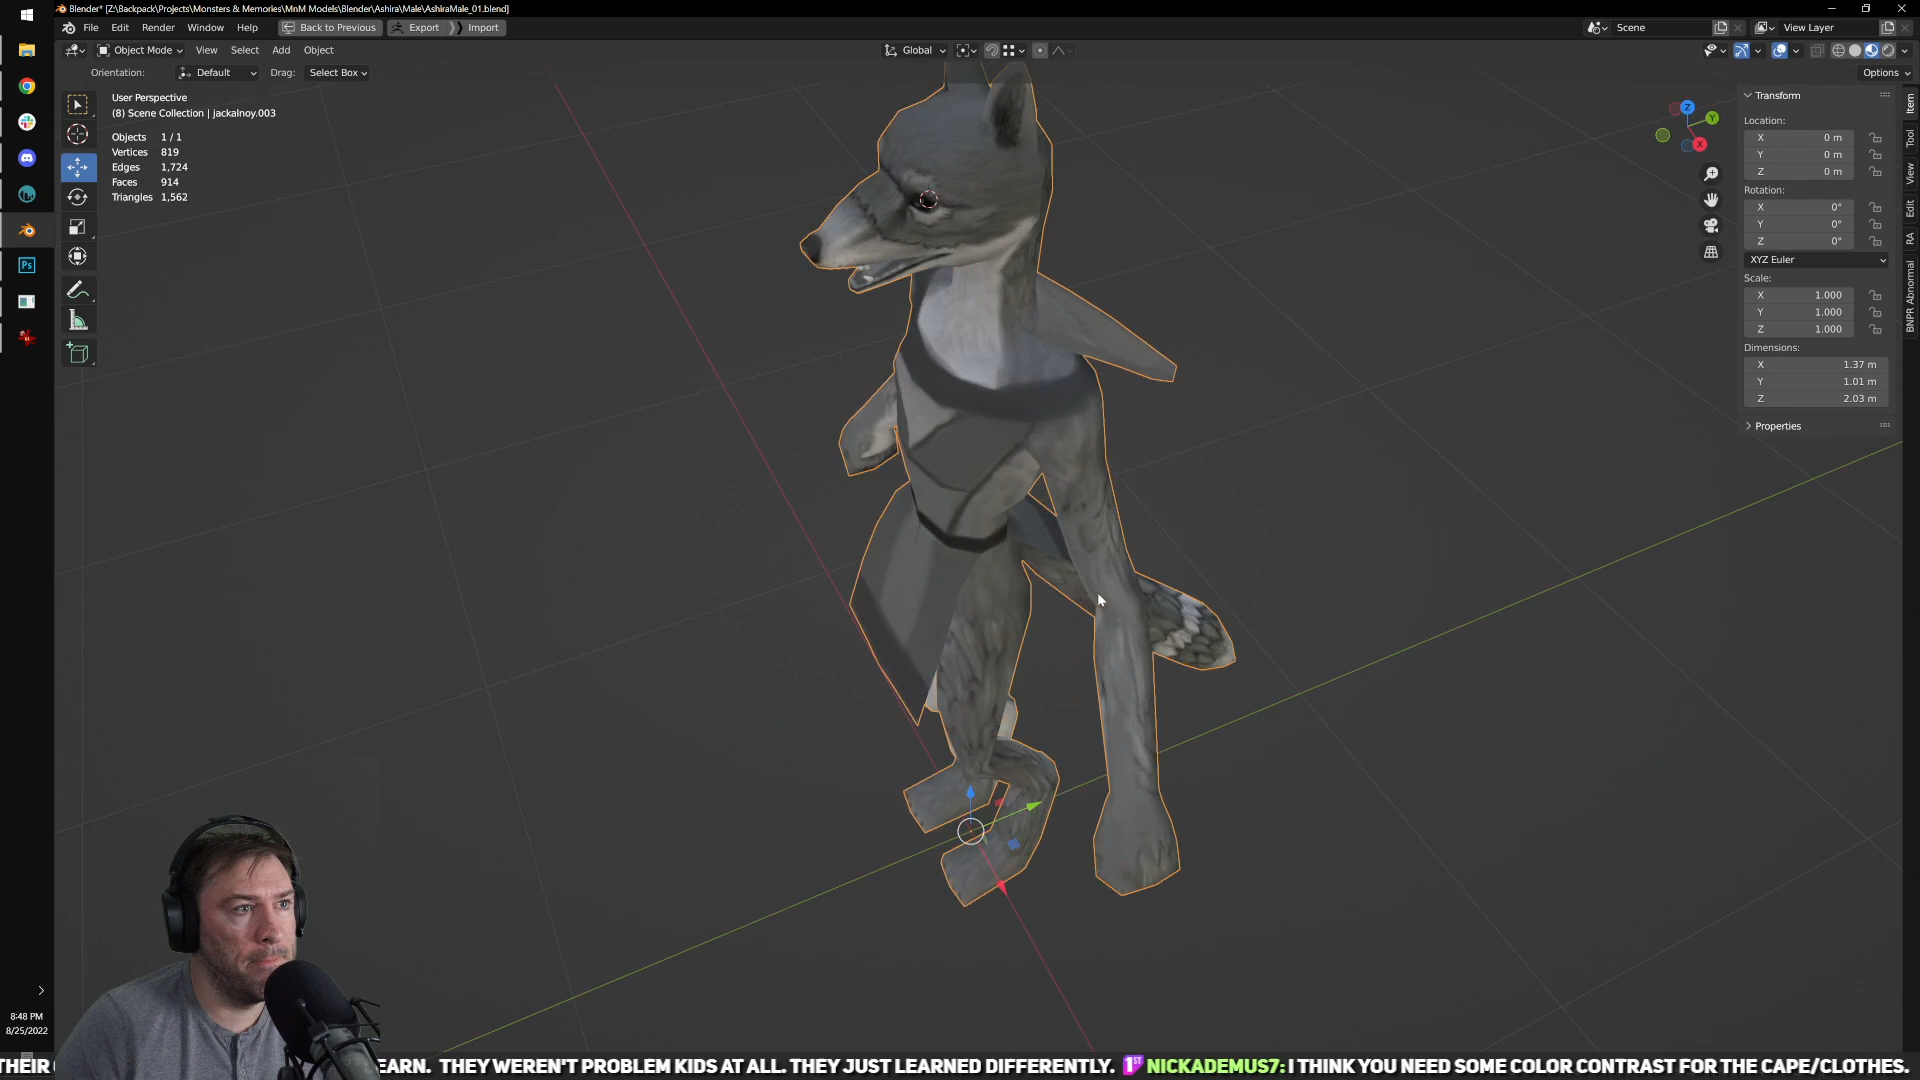 Blender* [Z:\Backpack\Projects\Monsters & Memories\MnM Models\Blender\Ashira\Male\AshiraMale_01.blend]
File Edit Render Window Help Back to Previous Export Import Scene View Layer
Object Mode View Select Add Object Global
Orientation: Default Drag: Select Box Options
User Perspective
(8) Scene Collection | jackalnoy.003
Objects 1 / 1
Vertices 819
Edges 1,724
Faces 914
Triangles 1,562
Z
Y
X
Transform
Location:
X 0 m
Y 0 m
Z 0 m
Rotation:
X 0°
Y 0°
Z 0°
XYZ Euler
Scale:
X 1.000
Y 1.000
Z 1.000
Dimensions:
X 1.37 m
Y 1.01 m
Z 2.03 m
Properties
Item
Tool
View
Edit
RA
BNPR Abnormal
Ps
8:48 PM
8/25/2022
EARN. THEY WEREN'T PROBLEM KIDS AT ALL. THEY JUST LEARNED DIFFERENTLY. 1ST NICKADEMUS7: I THINK YOU NEED SOME COLOR CONTRAST FOR THE CAPE/CLOTHES.